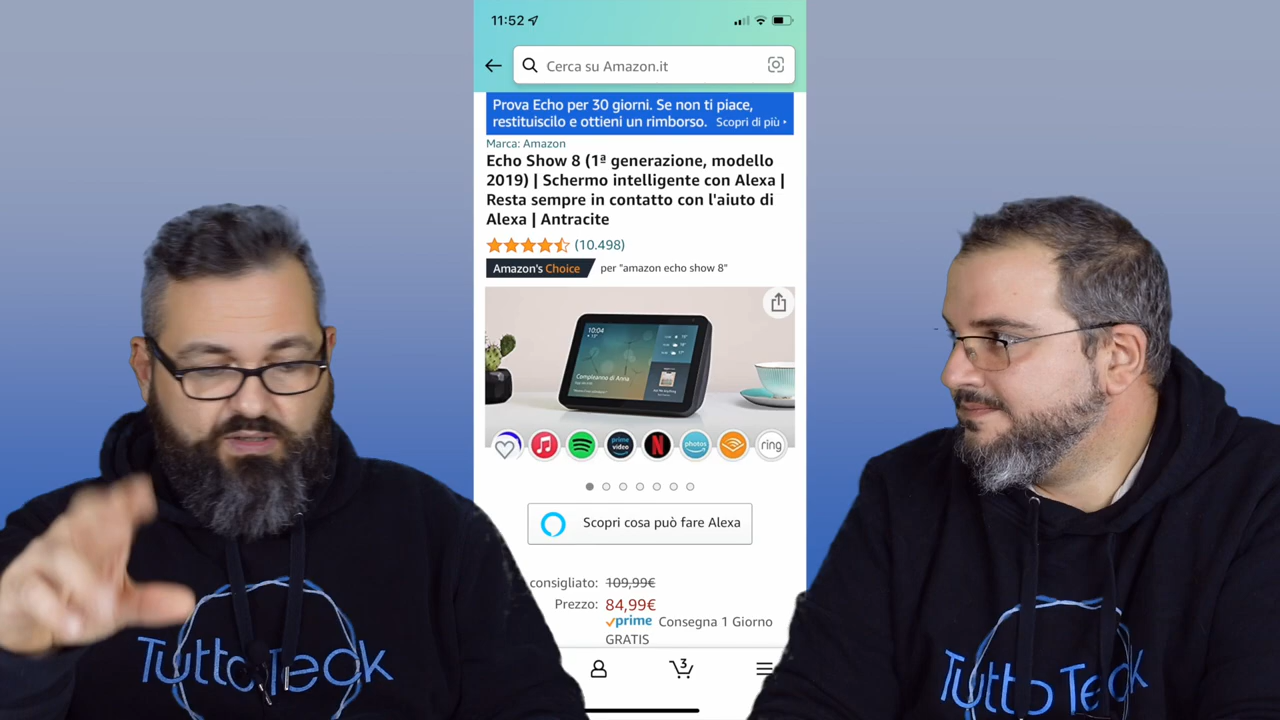 11:52
Cerca su Amazon.it
Prova Echo per 30 giorni. Se non ti piace,
restituiscilo e ottieni un rimborso. Scopri di più
Marca: Amazon
Echo Show 8 (1ª generazione, modello
2019) | Schermo intelligente con Alexa |
Resta sempre in contatto con l'aiuto di
Alexa | Antracite
(10.498)
Amazon's Choice per "amazon echo show 8"
10:04
Compleanno di Anna
prime video
N
photos
ring
Scopri cosa può fare Alexa
consigliato: 109,99€
Prezzo: 84,99€
prime Consegna 1 Giorno
GRATIS
3
Tutto Teck
Tutto Teck